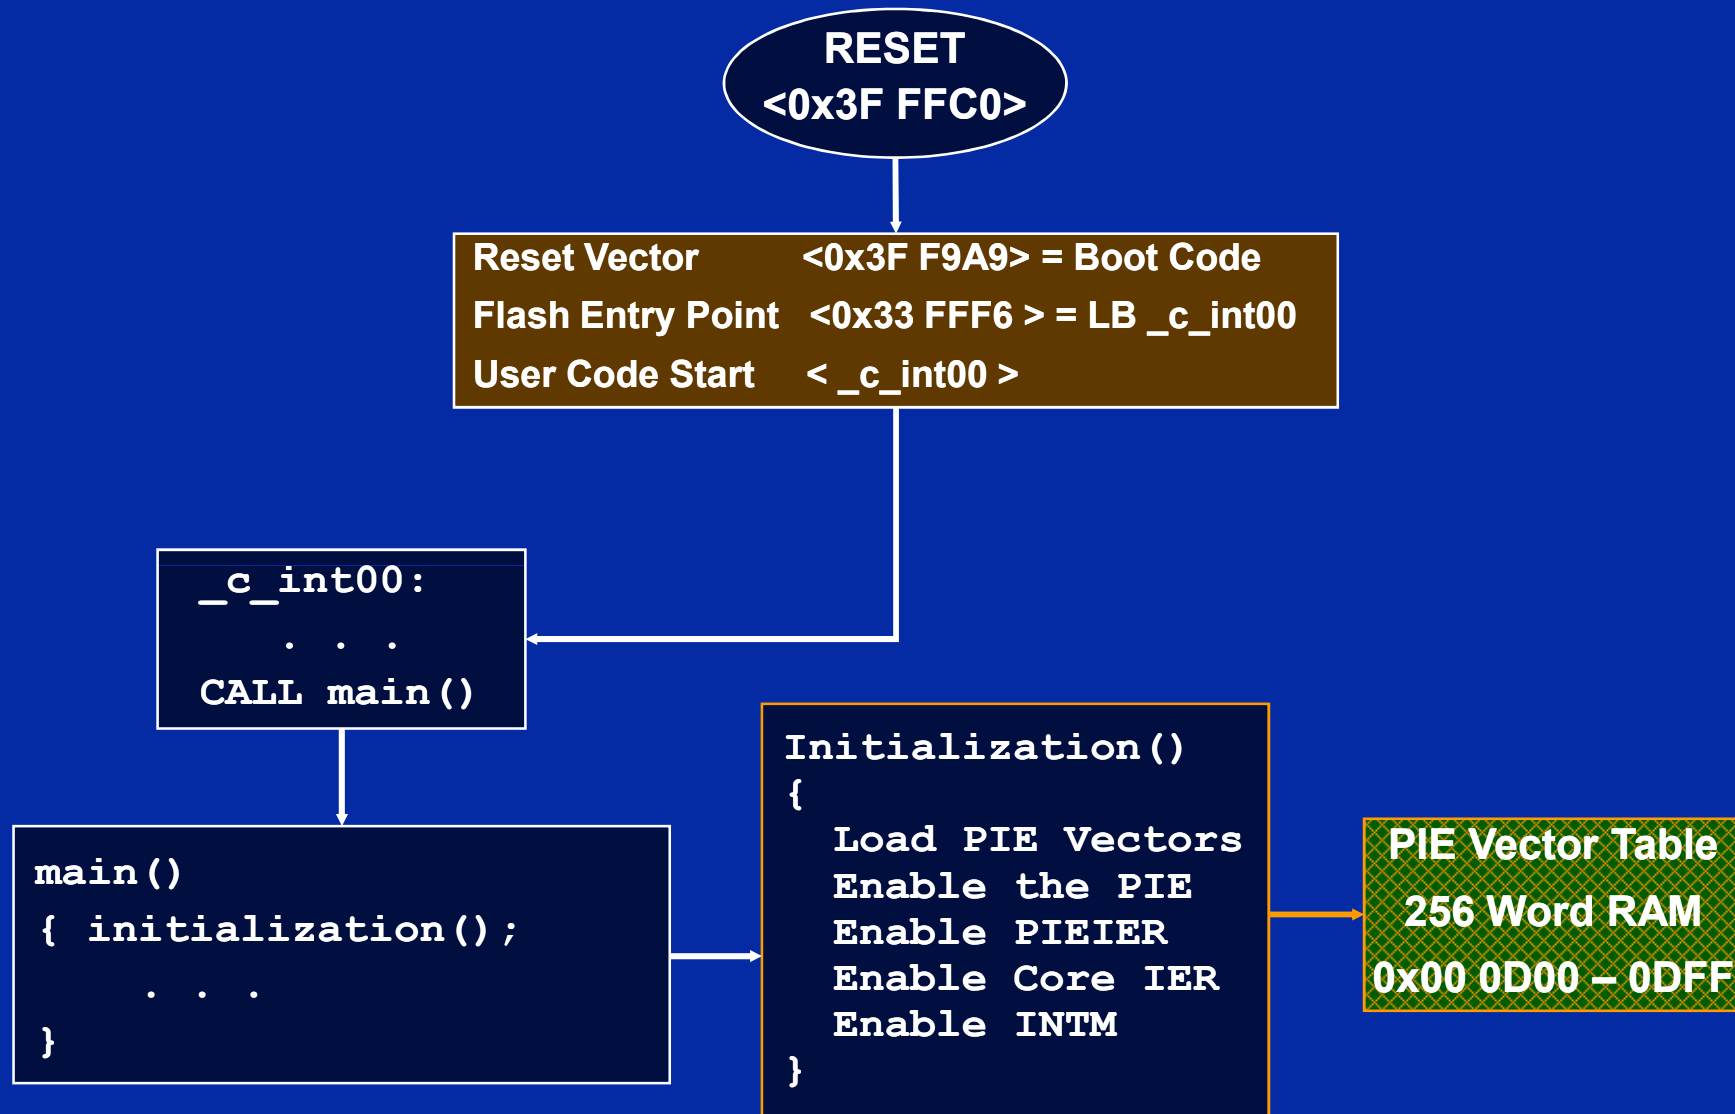 RESET
<0x3F FFC0>
Reset Vector <0x3F F9A9> = Boot Code
Flash Entry Point <0x33 FFF6 > = LB _c_int00
User Code Start < _c_int00 >
_c_int00:
. . .
CALL main()
main()
{ initialization();
. . .
}
Initialization()
{
Load PIE Vectors
Enable the PIE
Enable PIEIER
Enable Core IER
Enable INTM
}
PIE Vector Table
256 Word RAM
0x00 0D00 – 0DFF